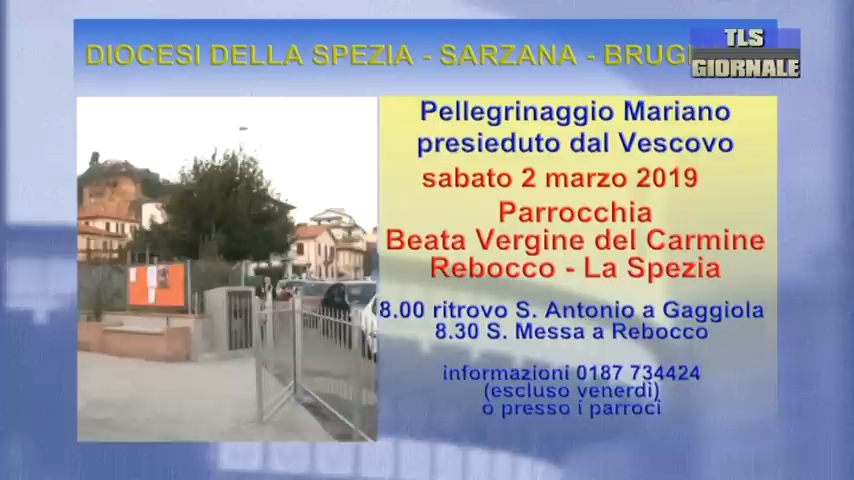 DIOCESI DELLA SPEZIA - SARZANA -
TLS
GIORNALE
Pellegrinaggio Mariano
presieduto dal Vescovo
sabato 2 marzo 2019
Parrocchia
Beata Vergine del Carmine
Rebocco - La Spezia
8.00 ritrovo S. Antonio a Gaggiola
8.30 S. Messa a Rebocco
informazioni 0187 734424
(escluso venerdì)
o presso i parroci